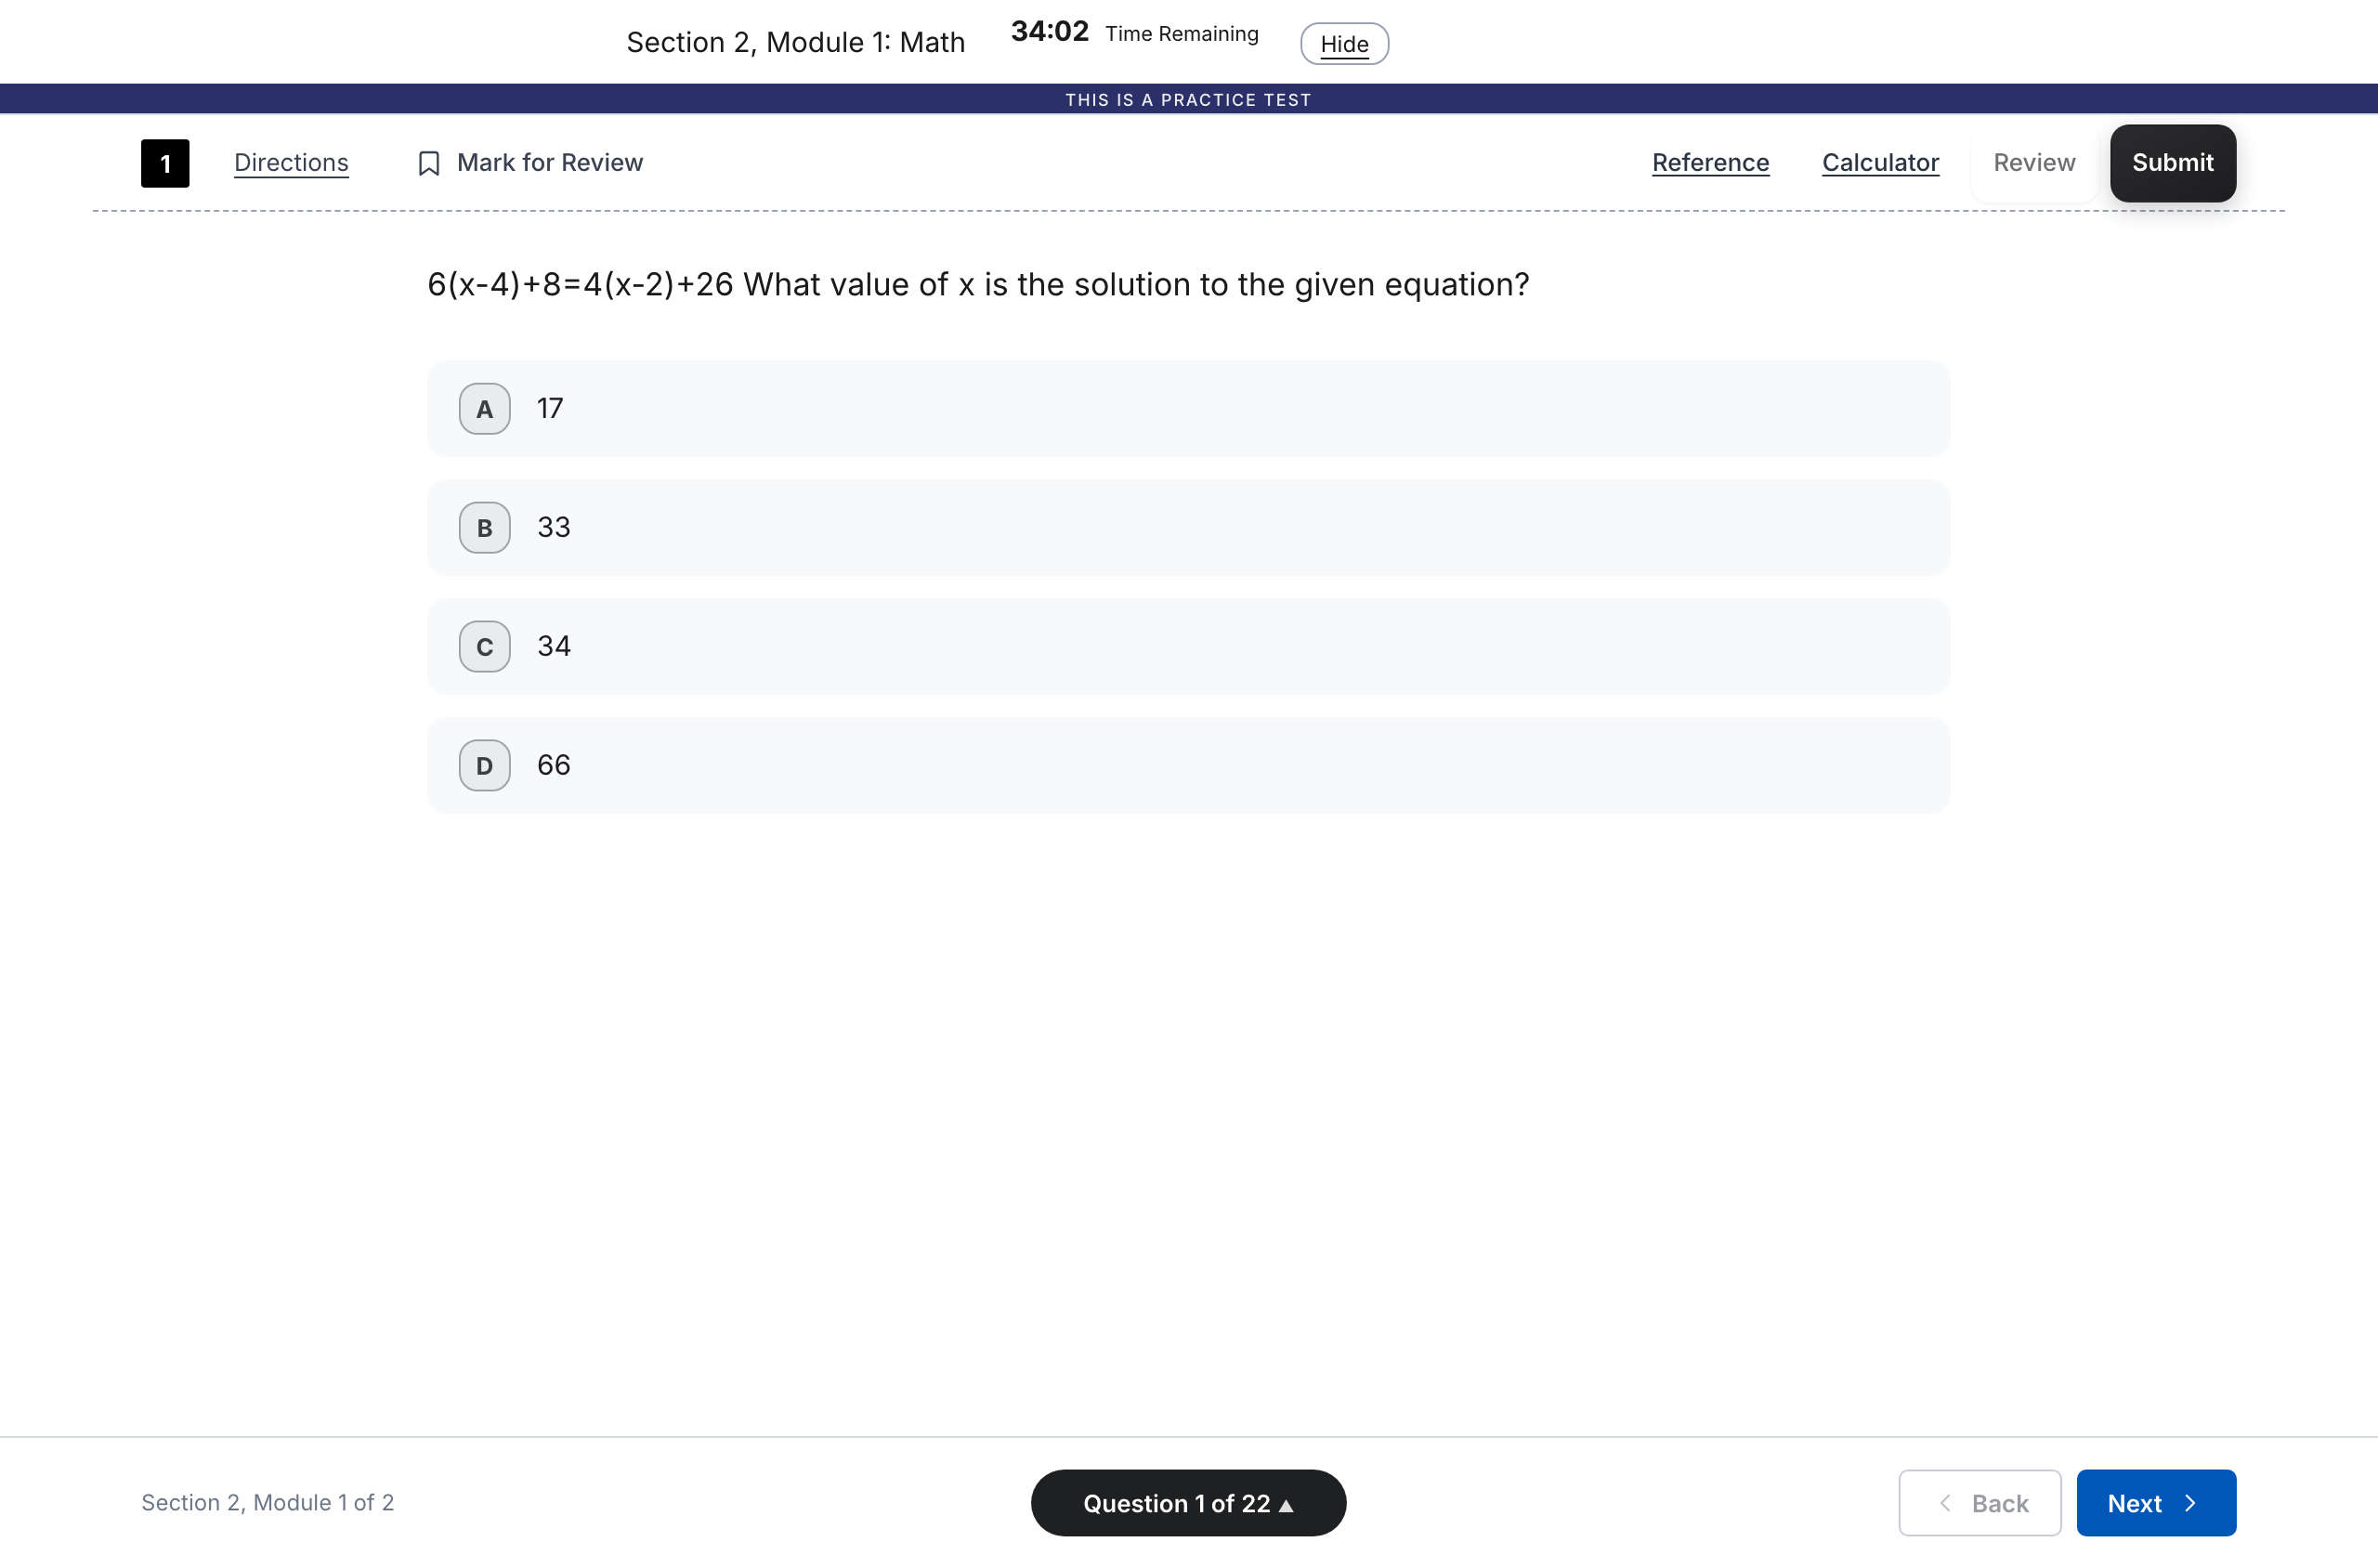 Section 2, Module 1: Math
34:02 Time Remaining
Hide
THIS IS A PRACTICE TEST
1
Directions
Mark for Review
Reference
Calculator
Review
Submit
6(x-4)+8=4(x-2)+26 What value of x is the solution to the given equation?
A 17
B 33
C 34
D 66
Section 2, Module 1 of 2
Question 1 of 22
Back
Next